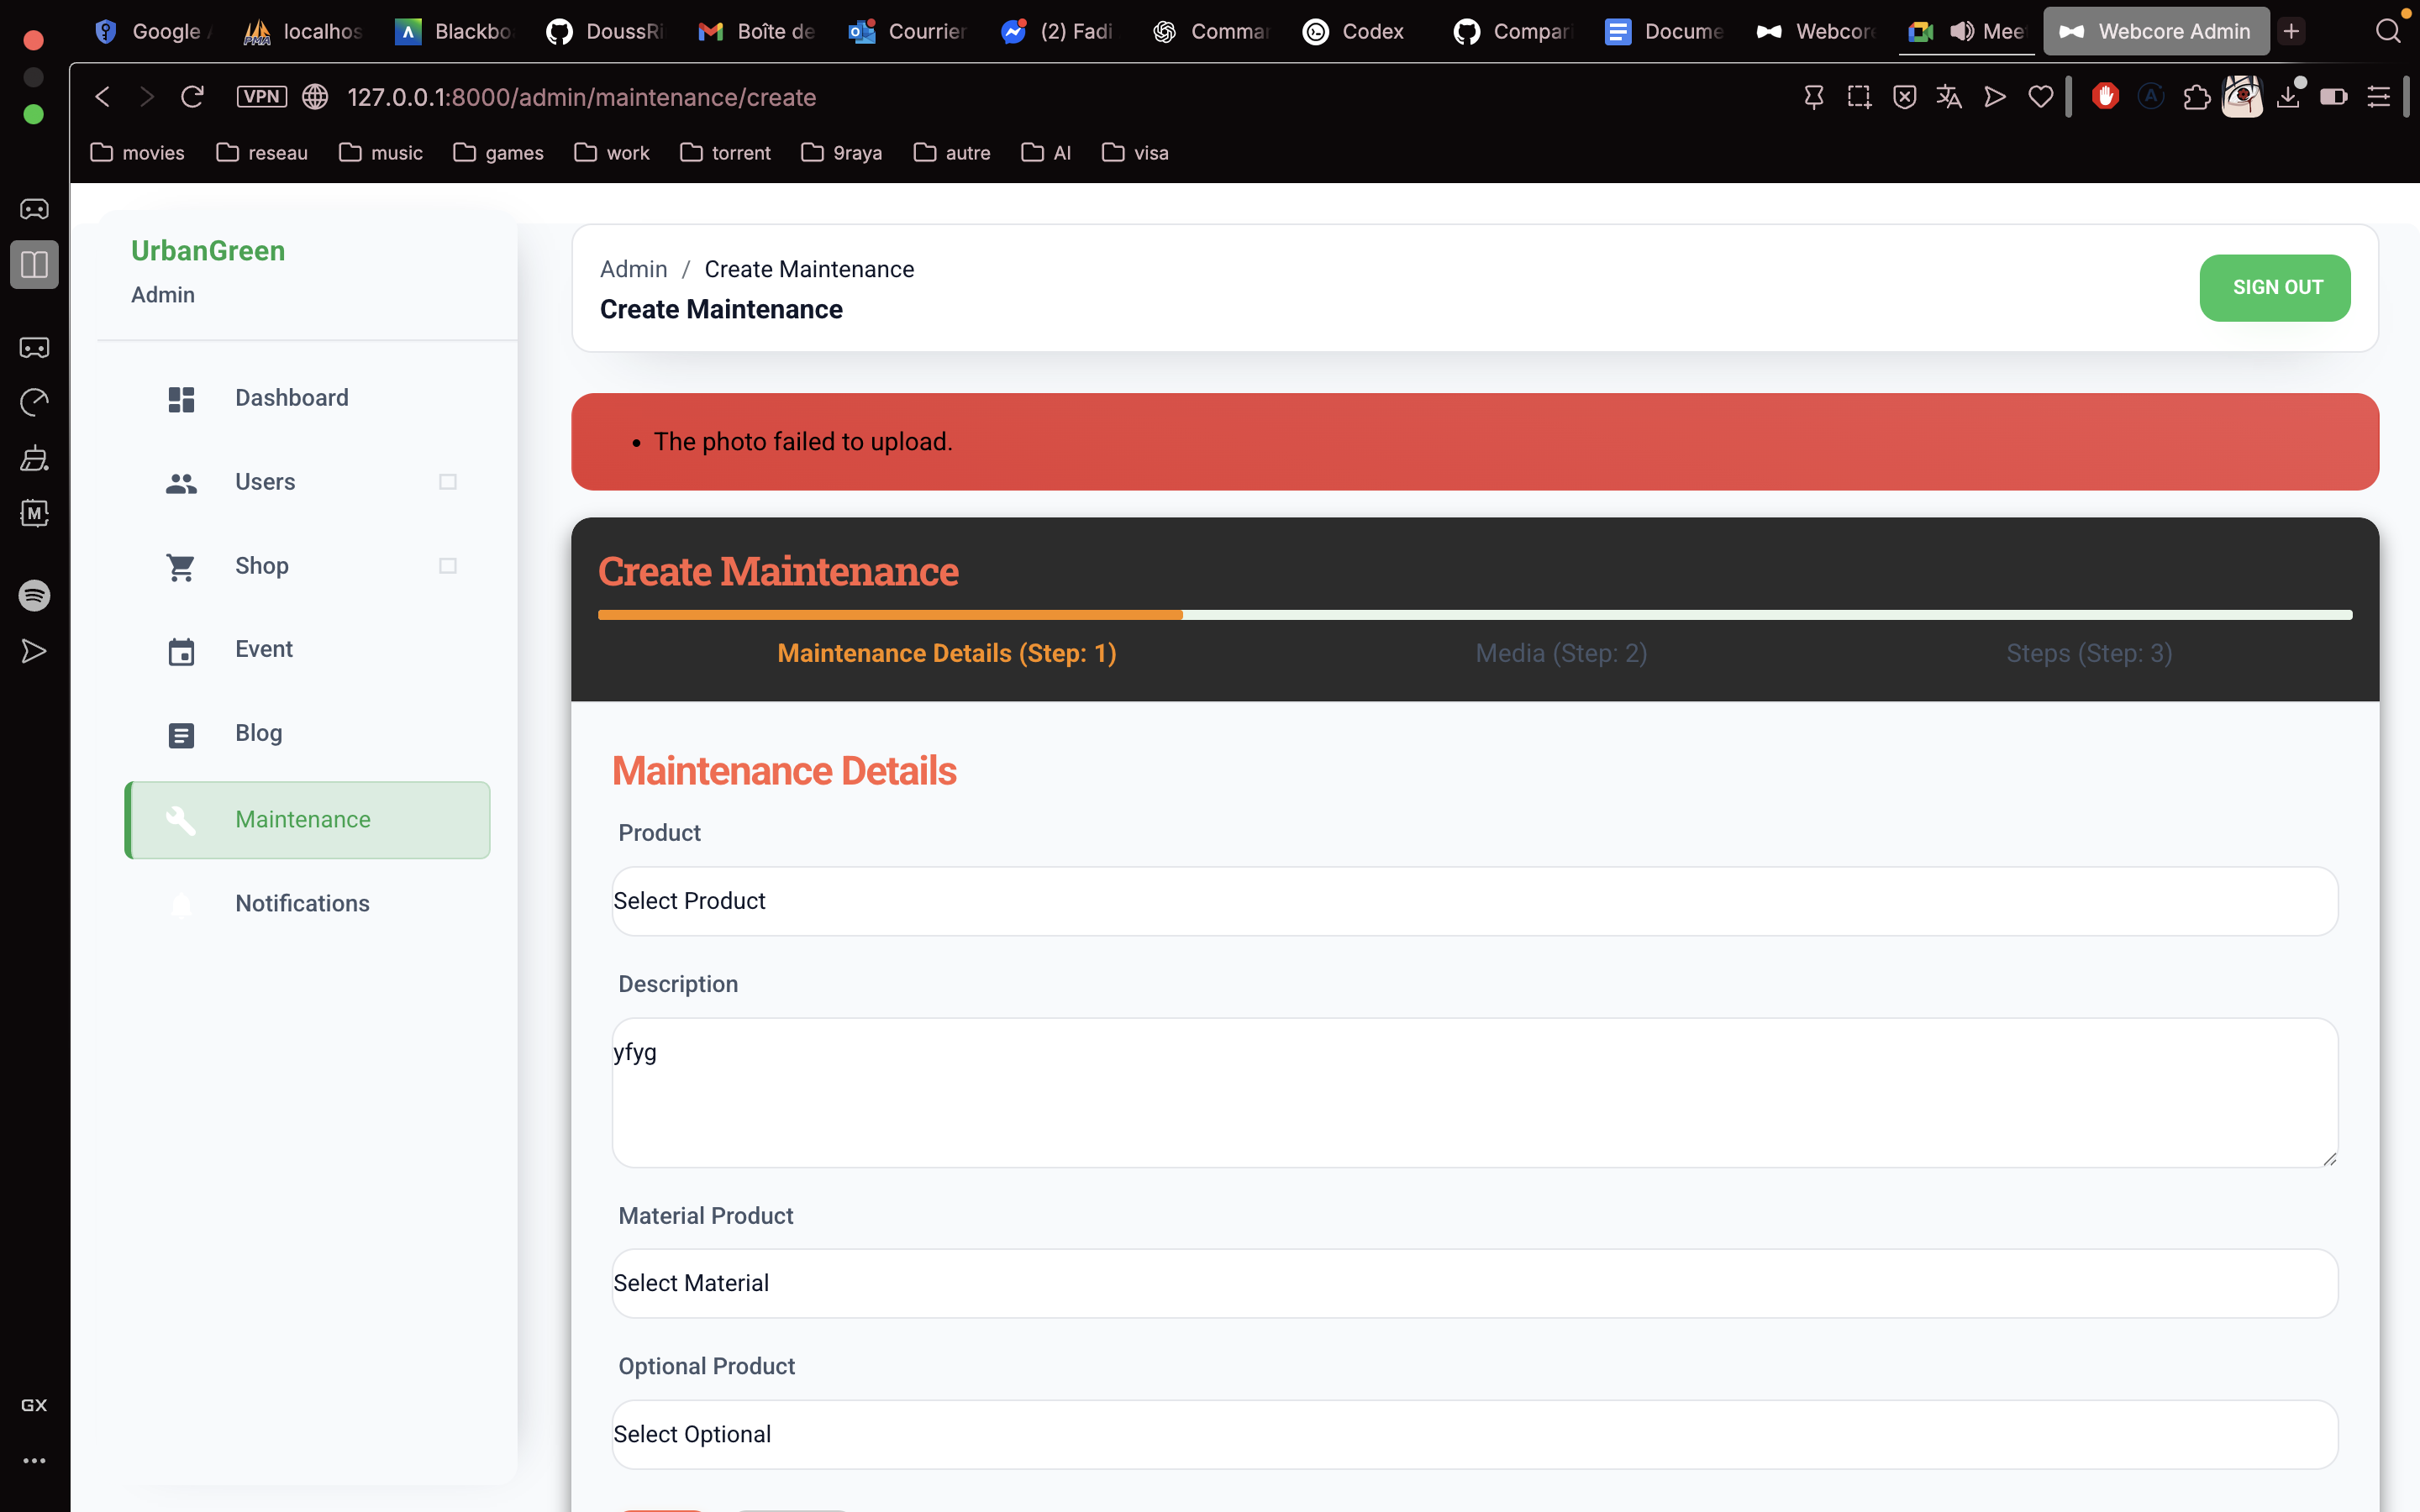 Google
localhos
Blackbo
DoussRi
Boîte de
Courrier
(2) Fadi
Commar
Codex
Compari
Docume
Webcore
Mee
Webcore Admin
VPN
127.0.0.1:8000/admin/maintenance/create
movies
reseau
music
games
work
torrent
9raya
autre
AI
visa
UrbanGreen
Admin
Dashboard
Users
Shop
Event
Blog
Maintenance
Notifications
Admin / Create Maintenance
Create Maintenance
SIGN OUT
• The photo failed to upload.
Create Maintenance
Maintenance Details (Step: 1)
Media (Step: 2)
Steps (Step: 3)
Maintenance Details
Product
Select Product
Description
yfyg
Material Product
Select Material
Optional Product
Select Optional
GX